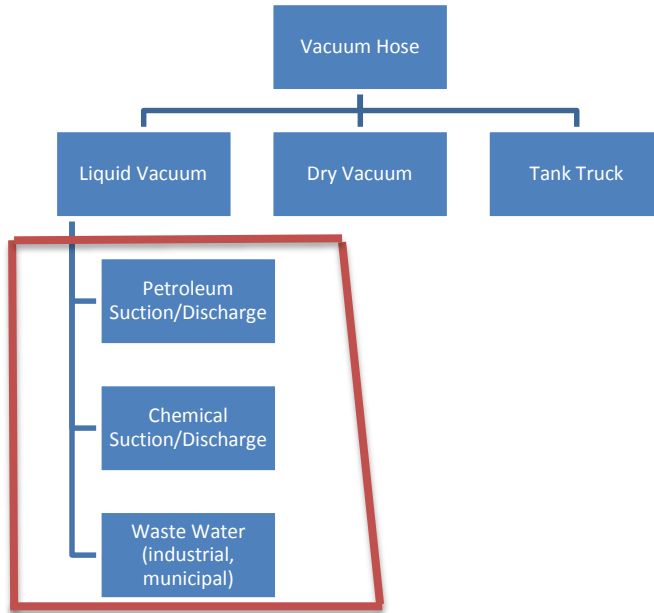 Vacuum Hose
Liquid Vacuum
Dry Vacuum
Tank Truck
Petroleum
Suction/Discharge
Chemical
Suction/Discharge
Waste Water
(industrial,
municipal)